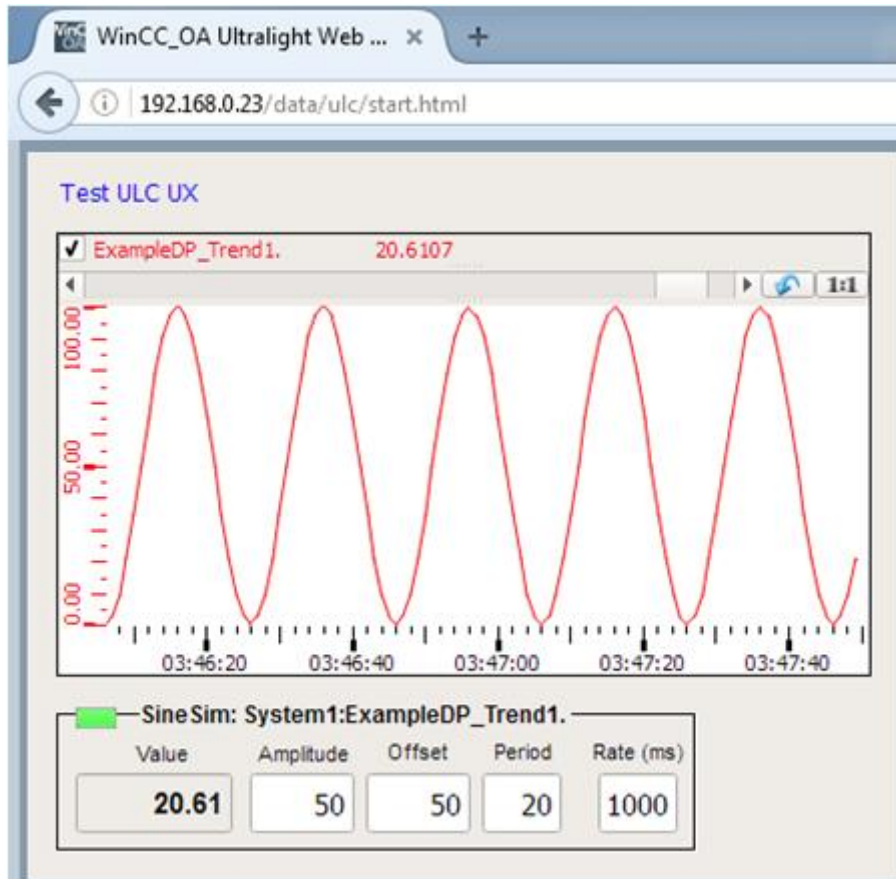 WinCC_OA Ultralight Web ... × +
192.168.0.23/data/ulc/start.html
Test ULC UX
ExampleDP_Trend1. 20.6107
1:1
100.00
50.00
0.00
03:46:20 03:46:40 03:47:00 03:47:20 03:47:40
SineSim: System1:ExampleDP_Trend1.
Value Amplitude Offset Period Rate (ms)
20.61 50 50 20 1000